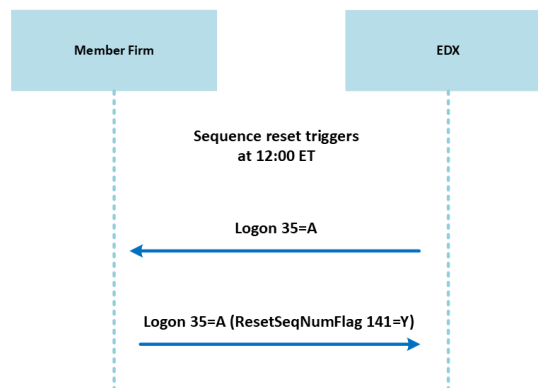 Member Firm
EDX
Sequence reset triggers
at 12:00 ET
Logon 35=A
Logon 35=A (ResetSeqNumFlag 141=Y)